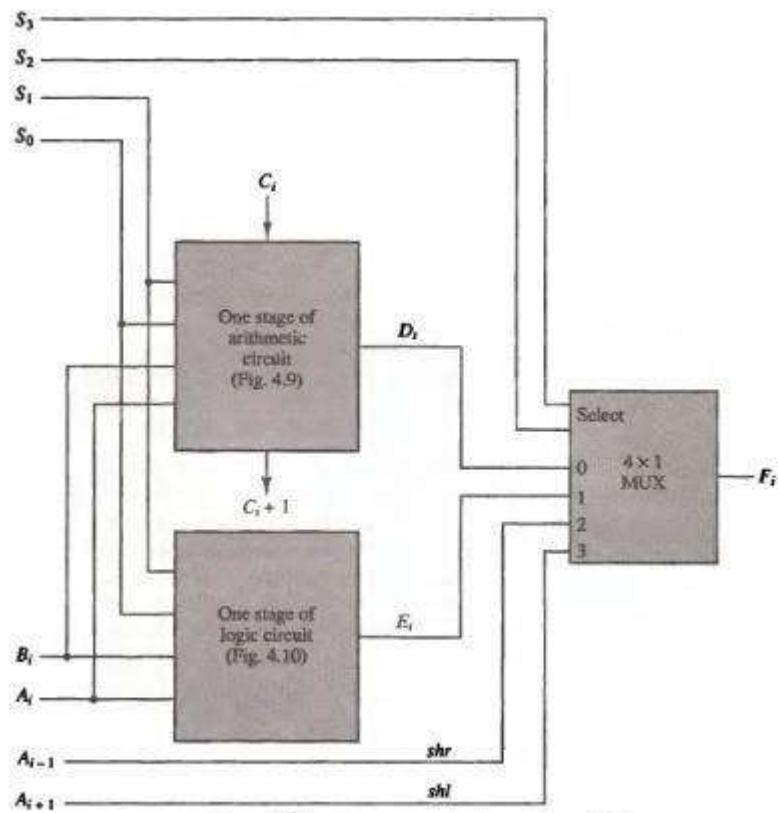 S₃
S₂
S₁
S₀
Cᵢ
One stage of
arithmetic
circuit
(Fig. 4.9)
Dᵢ
Cᵢ + 1
Select
4 × 1
MUX
0
1
2
3
Fᵢ
One stage of
logic circuit
(Fig. 4.10)
Eᵢ
Bᵢ
Aᵢ
Aᵢ₋₁
shr
Aᵢ₊₁
shl